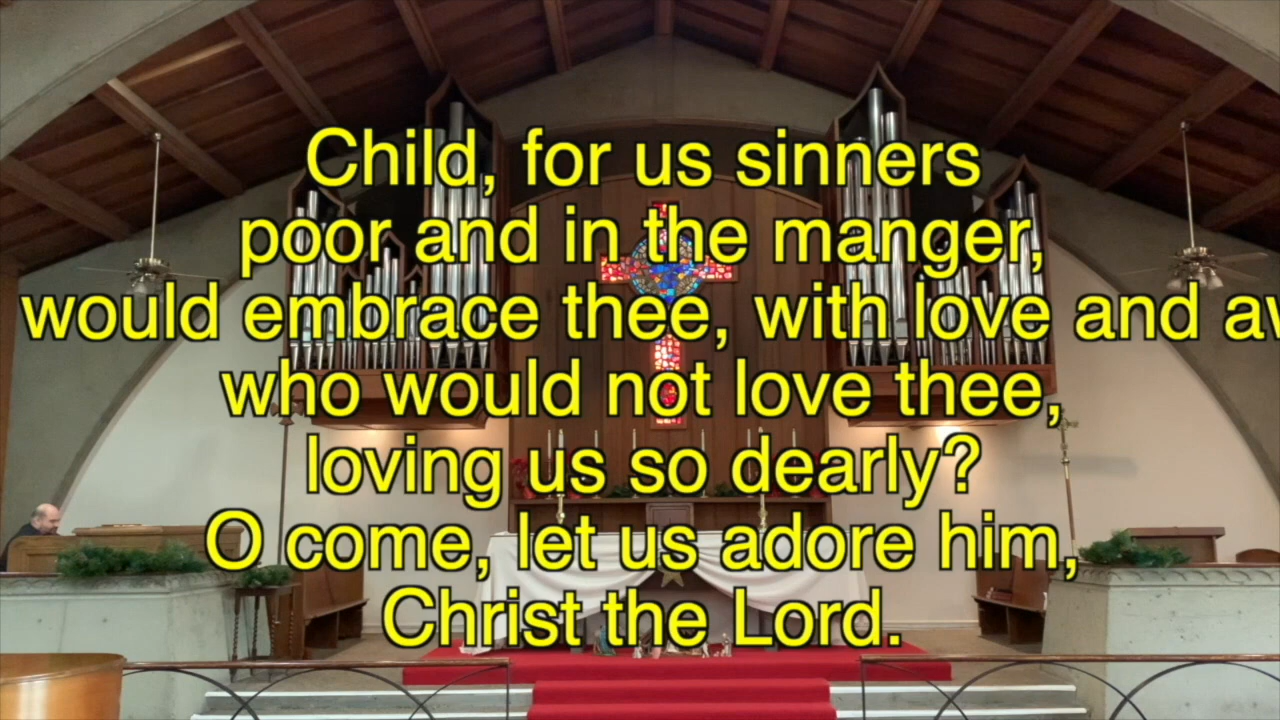 Child, for us sinners
poor and in the manger,
would embrace thee, with love and
who would not love thee,
loving us so dearly?
O come, let us adore him,
Christ the Lord.